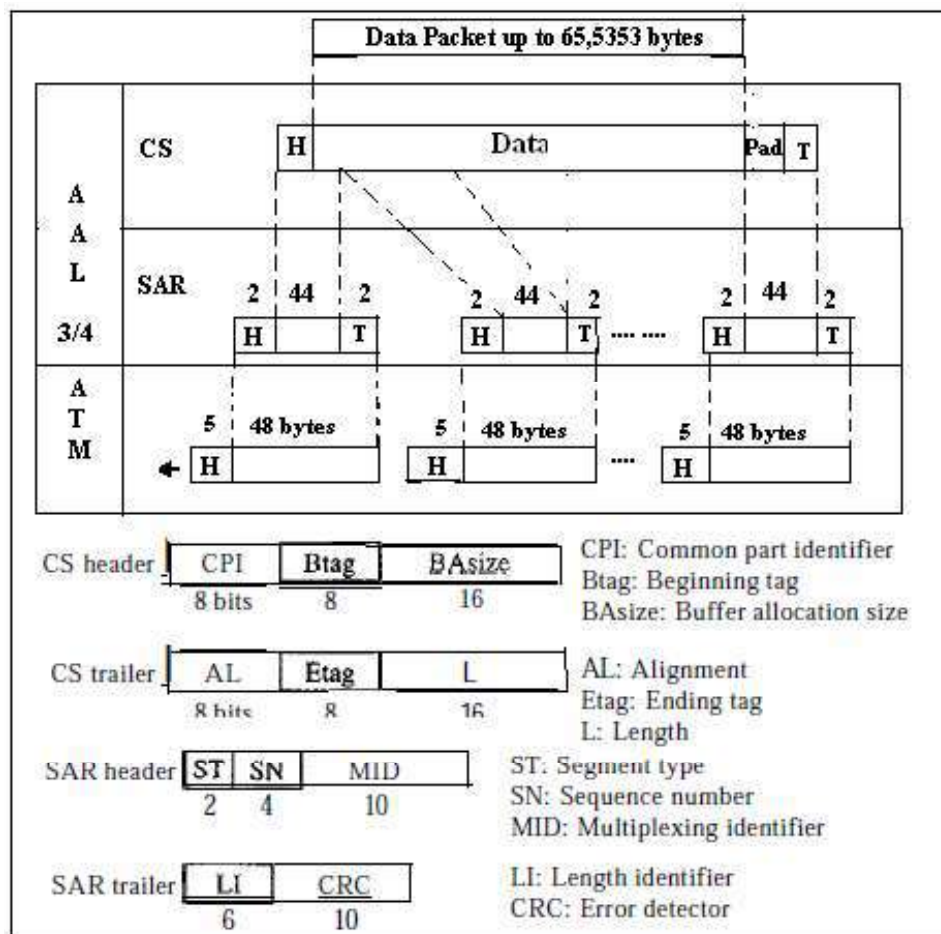 Data Packet up to 65,5353 bytes
CS
H
Data
Pad
T
A
A
L
3/4
SAR
2 44 2
H T
2 44 2
H T
.... ....
2 44 2
H T
A
T
M
5 48 bytes
H
5 48 bytes
H
....
5 48 bytes
H
CS header CPI Btag BAsize
8 bits 8 16
CPI: Common part identifier
Btag: Beginning tag
BAsize: Buffer allocation size
CS trailer AL Etag L
8 bits 8 16
AL: Alignment
Etag: Ending tag
L: Length
SAR header ST SN MID
2 4 10
ST: Segment type
SN: Sequence number
MID: Multiplexing identifier
SAR trailer LI CRC
6 10
LI: Length identifier
CRC: Error detector